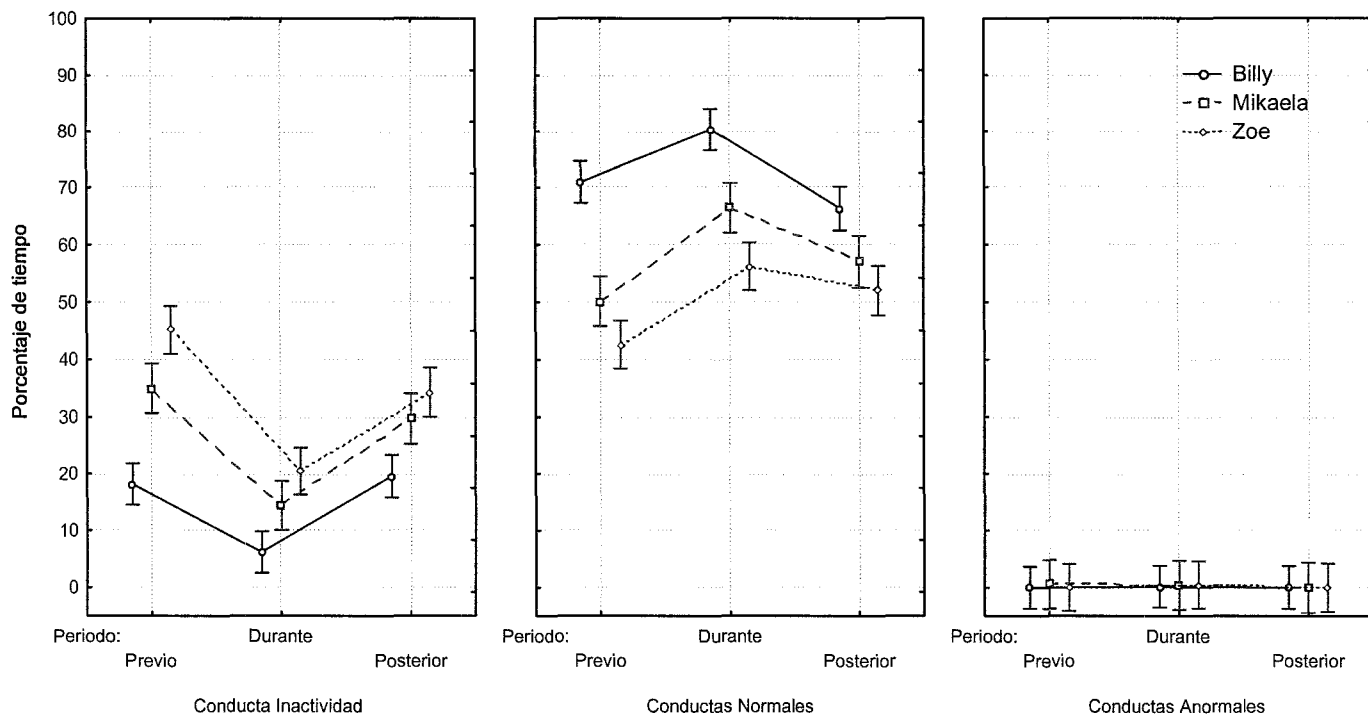 100
90
80
70
60
50
40
30
20
10
0
Porcentaje de tiempo
Billy
Mikaela
Zoe
Periodo: Durante
Previo Posterior
Conducta Inactividad
Periodo: Durante
Previo Posterior
Conductas Normales
Periodo: Durante
Previo Posterior
Conductas Anormales